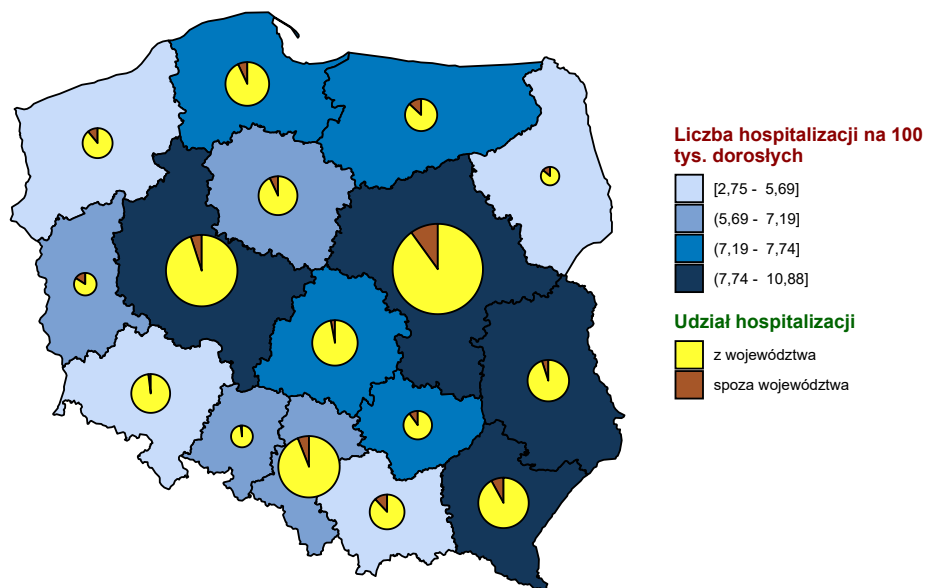 Liczba hospitalizacji na 100
tys. dorosłych
[2,75 - 5,69]
(5,69 - 7,19]
(7,19 - 7,74]
(7,74 - 10,88]
Udział hospitalizacji
z województwa
spoza województwa